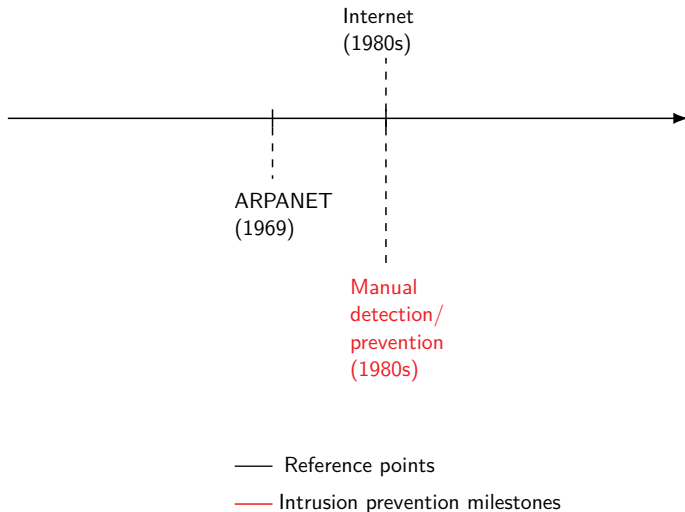 Internet
(1980s)
ARPANET
(1969)
Manual
detection/
prevention
(1980s)
Reference points
Intrusion prevention milestones